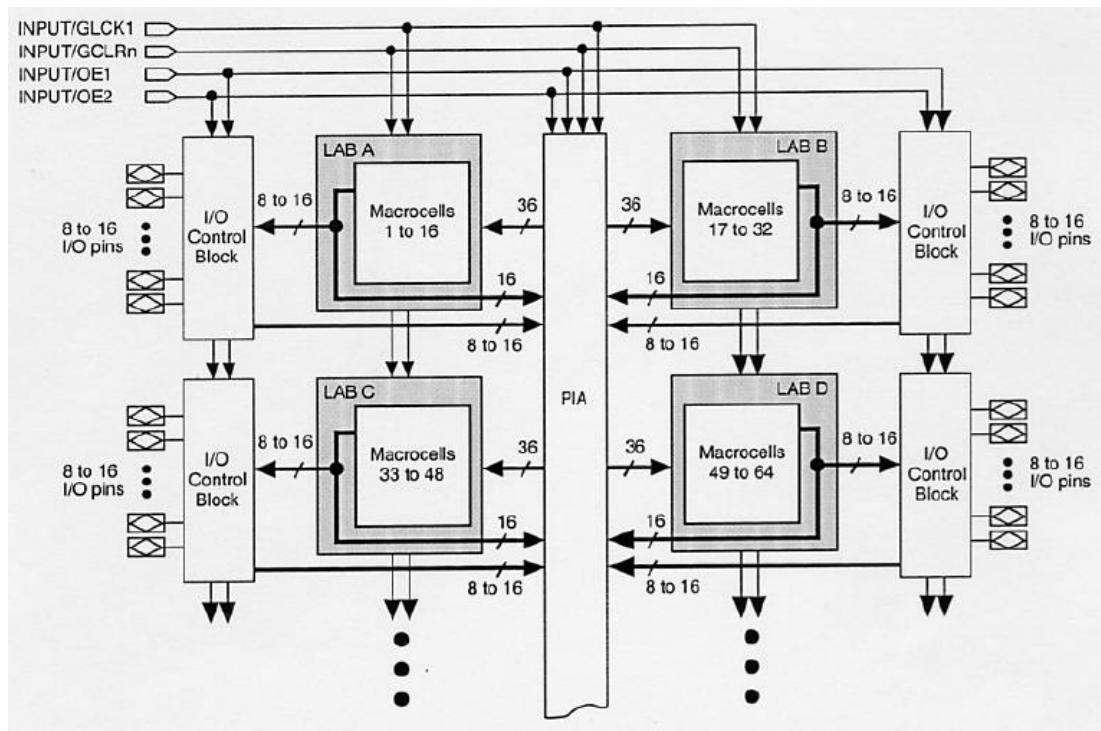 INPUT/GLCK1
INPUT/GCLRn
INPUT/OE1
INPUT/OE2
LAB A
LAB B
8 to 16
36
36
8 to 16
8 to 16
I/O pins
I/O
Control
Block
Macrocells
1 to 16
Macrocells
17 to 32
I/O
Control
Block
8 to 16
I/O pins
16
16
8 to 16
8 to 16
PIA
LAB C
LAB D
8 to 16
36
36
8 to 16
8 to 16
I/O pins
I/O
Control
Block
Macrocells
33 to 48
Macrocells
49 to 64
I/O
Control
Block
8 to 16
I/O pins
16
16
8 to 16
8 to 16